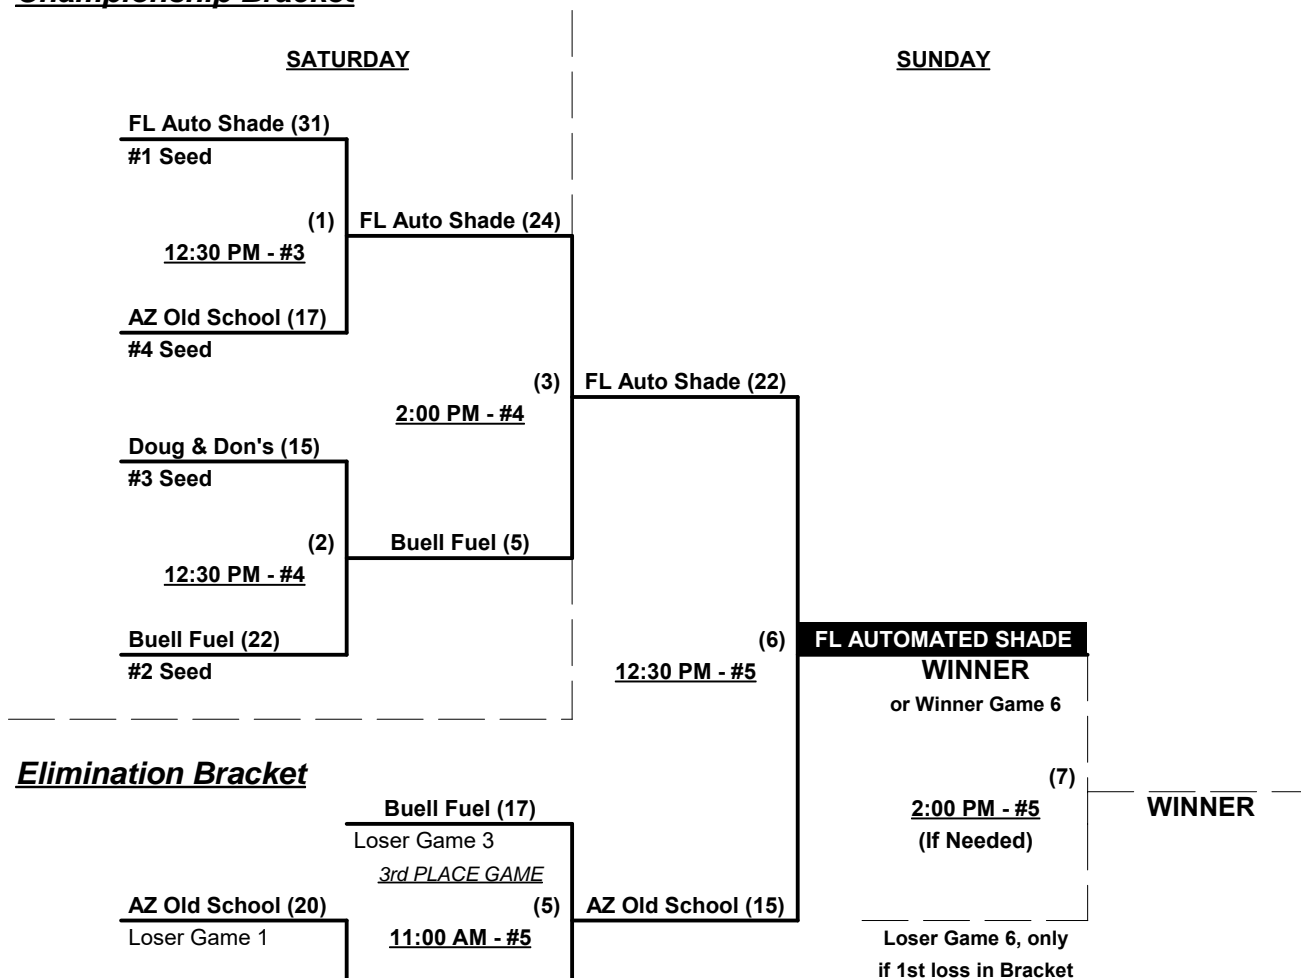 Championship Bracket
SATURDAY
SUNDAY
FL Auto Shade (31)
#1 Seed
(1)
FL Auto Shade (24)
12:30 PM - #3
AZ Old School (17)
#4 Seed
(3)
FL Auto Shade (22)
2:00 PM - #4
Doug & Don's (15)
#3 Seed
(2)
Buell Fuel (5)
12:30 PM - #4
Buell Fuel (22)
#2 Seed
(6)
FL AUTOMATED SHADE
12:30 PM - #5
WINNER
or Winner Game 6
Elimination Bracket
(7)
Buell Fuel (17)
2:00 PM - #5
WINNER
Loser Game 3
(If Needed)
3rd PLACE GAME
AZ Old School (20)
(5)
AZ Old School (15)
Loser Game 1
11:00 AM - #5
Loser Game 6, only
if 1st loss in Bracket